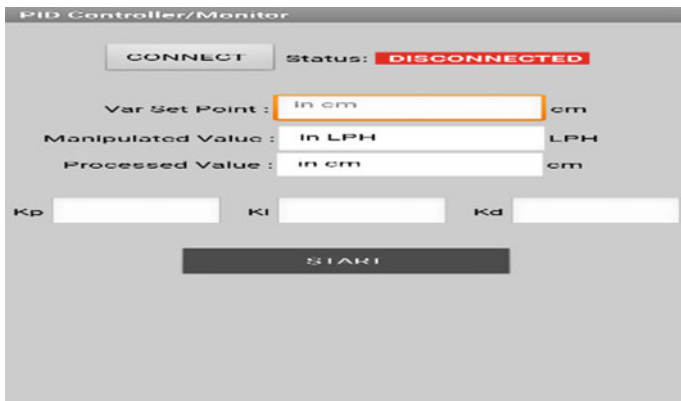 PID Controller/Monitor
CONNECT Status: DISCONNECTED
Var Set Point : in cm cm
Manipulated Value : in LPH LPH
Processed Value : in cm cm
Kp KI Kd
START